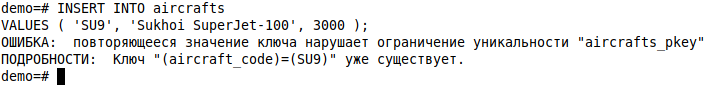 demo=# INSERT INTO aircrafts
VALUES ( 'SU9', 'Sukhoi SuperJet-100', 3000 );
ОШИБКА:  повторяющееся значение ключа нарушает ограничение уникальности "aircrafts_pkey"
ПОДРОБНОСТИ:  Ключ "(aircraft_code)=(SU9)" уже существует.
demo=#